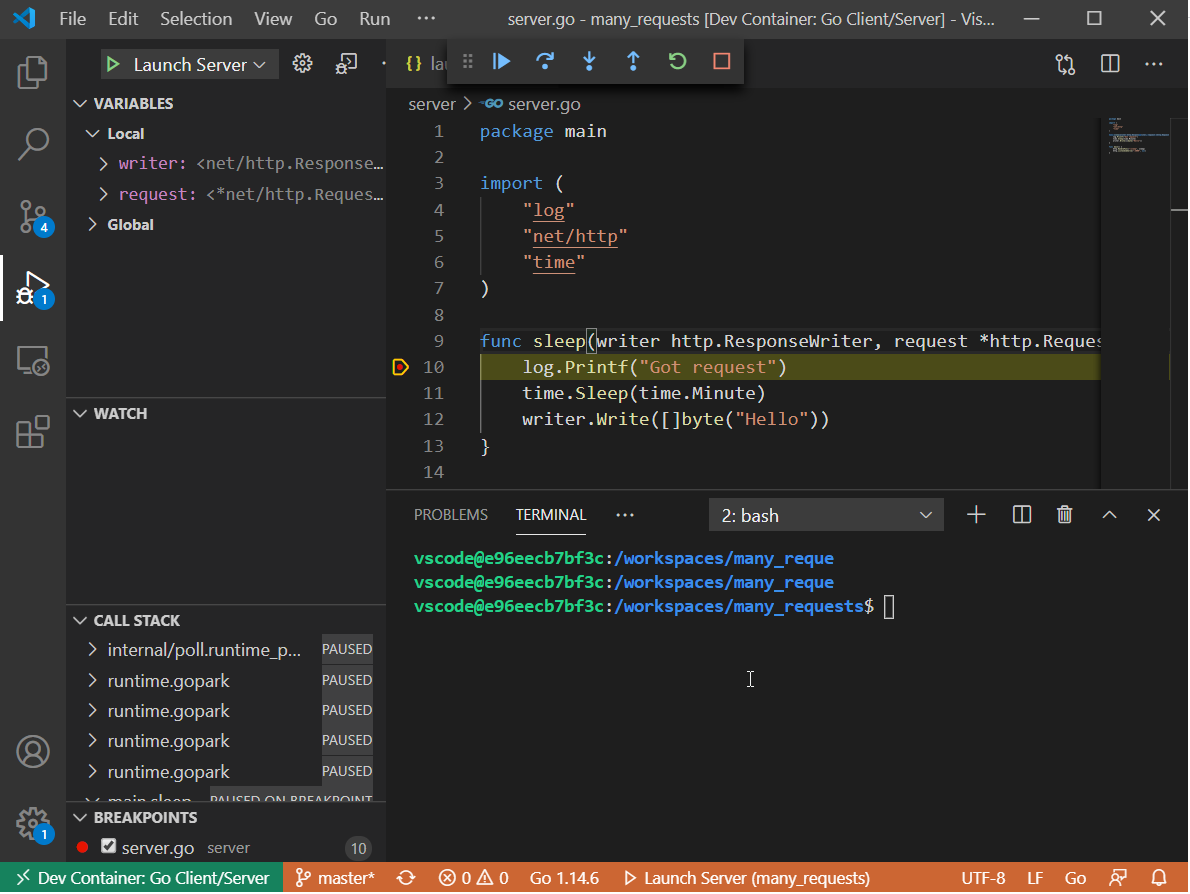 File Edit Selection View Go Run ··· server.go - many_requests [Dev Container: Go Client/Server] - Vis...
Launch Server
{} lau
VARIABLES
Local
writer: <net/http.Response...
request: <*net/http.Reques...
Global
WATCH
CALL STACK
internal/poll.runtime_p... PAUSED
runtime.gopark PAUSED
runtime.gopark PAUSED
runtime.gopark PAUSED
runtime.gopark PAUSED
main.sleep PAUSED ON BREAKPOINT
BREAKPOINTS
server.go server 10
4
1
1
server > GO server.go
1 package main
2
3 import (
4 "log"
5 "net/http"
6 "time"
7 )
8
9 func sleep(writer http.ResponseWriter, request *http.Reques
10 log.Printf("Got request")
11 time.Sleep(time.Minute)
12 writer.Write([]byte("Hello"))
13 }
14
PROBLEMS TERMINAL ··· 2: bash
vscode@e96eecb7bf3c:/workspaces/many_reque
vscode@e96eecb7bf3c:/workspaces/many_reque
vscode@e96eecb7bf3c:/workspaces/many_requests$
Dev Container: Go Client/Server master* 0 0 Go 1.14.6 Launch Server (many_requests) UTF-8 LF Go